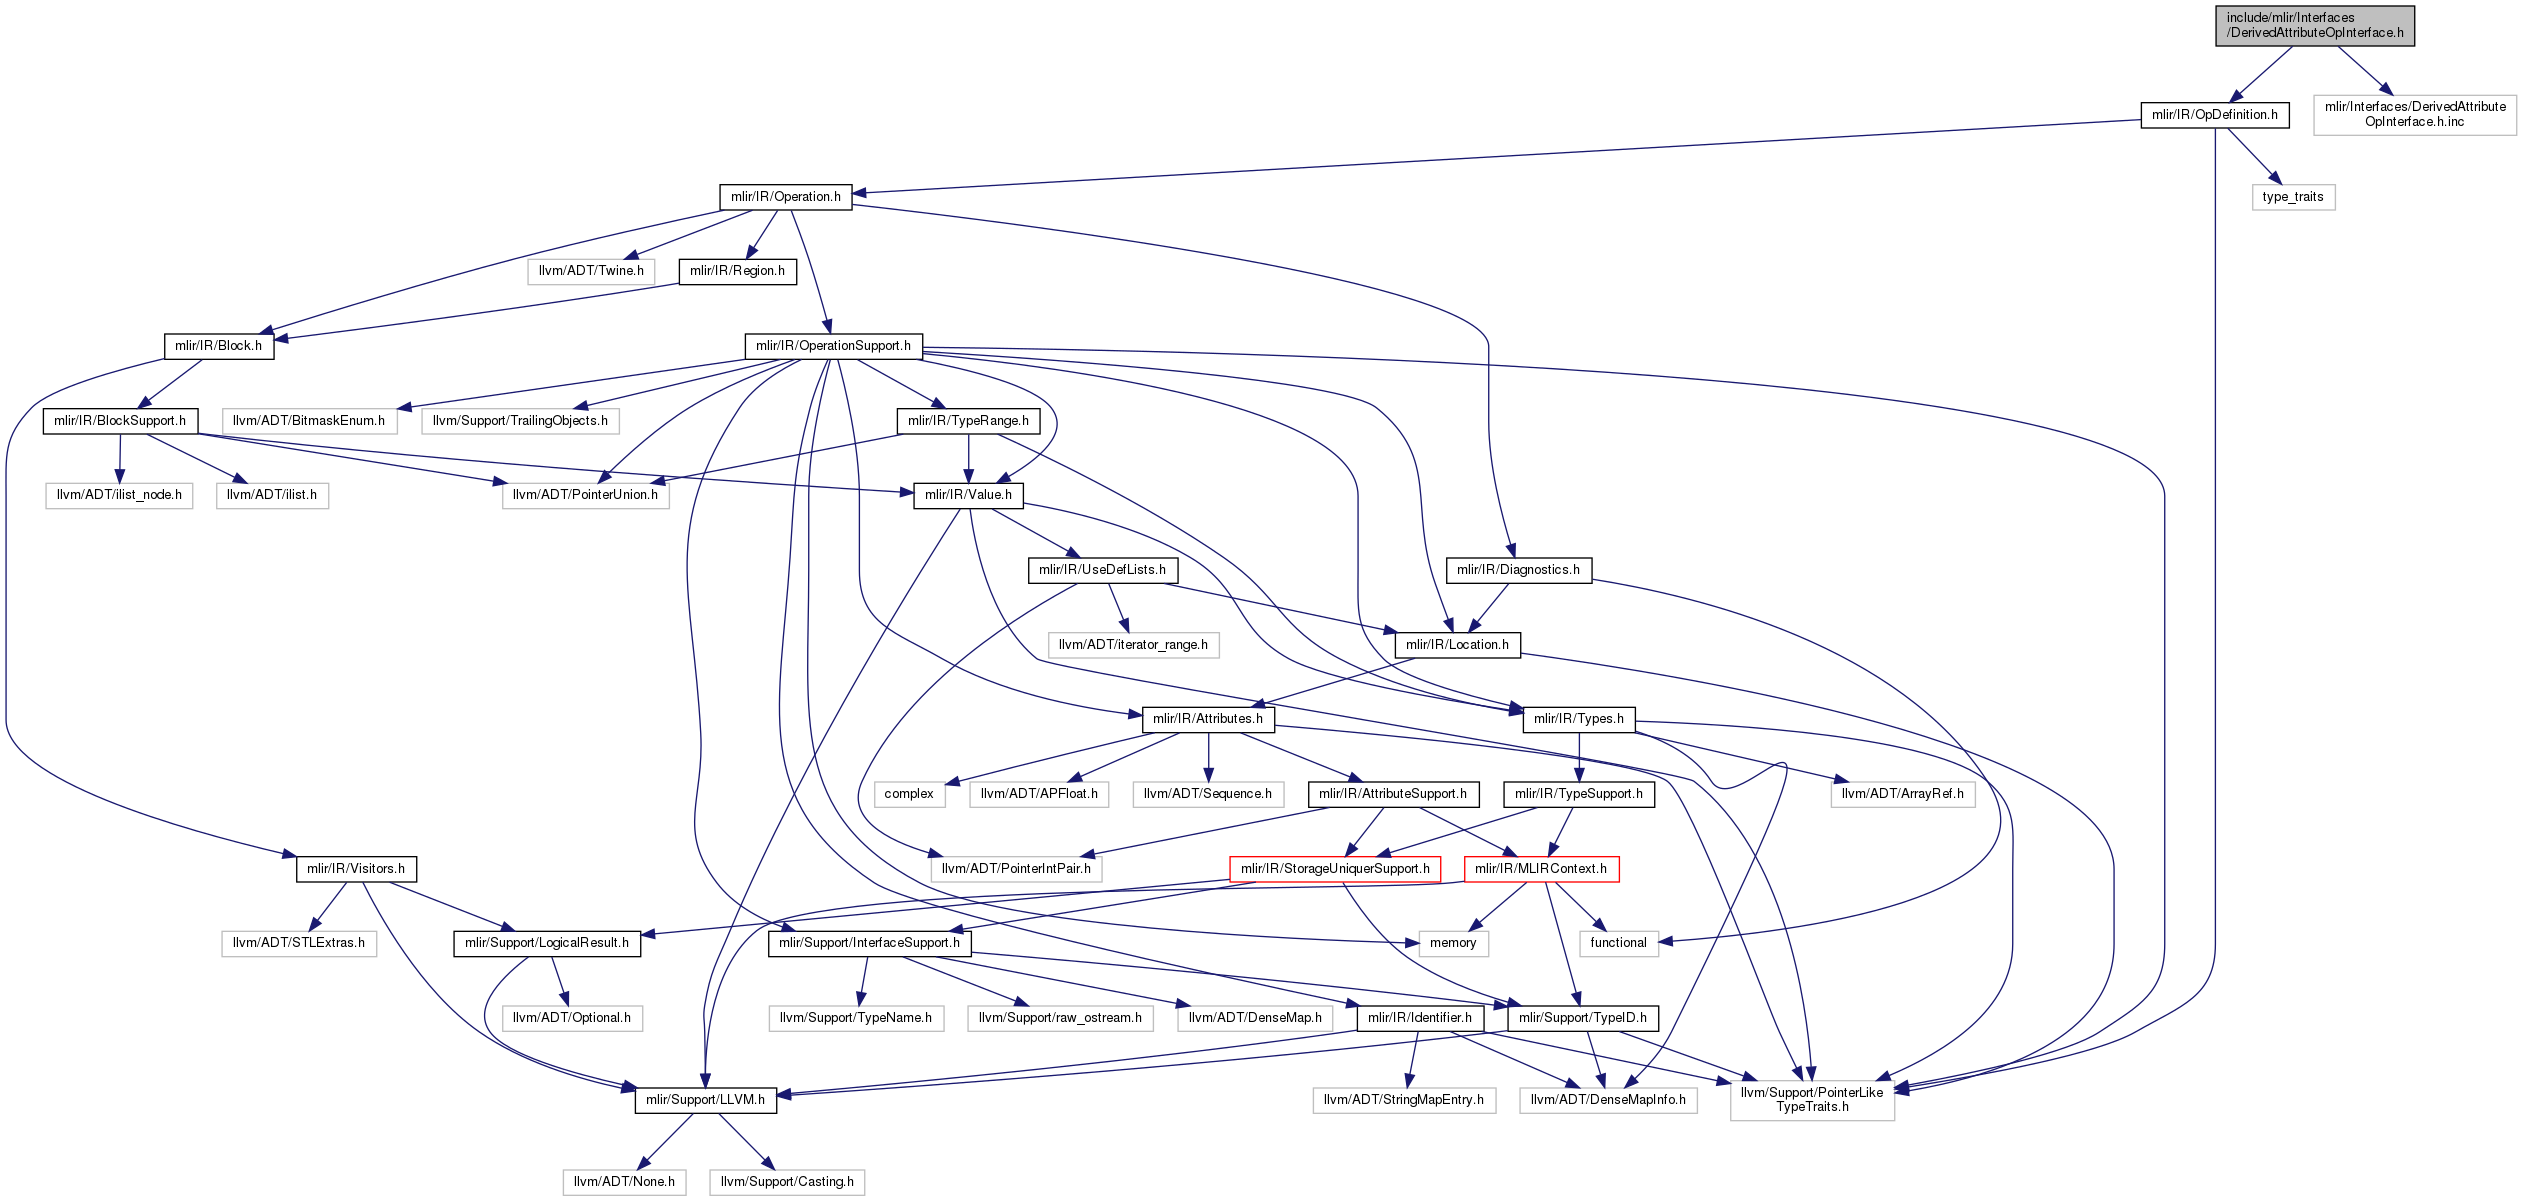 include/mlir/Interfaces
/DerivedAttributeOpInterface.h
mlir/IR/OpDefinition.h
mlir/Interfaces/DerivedAttribute
OpInterface.h.inc
mlir/IR/Operation.h
type_traits
llvm/ADT/Twine.h
mlir/IR/Region.h
mlir/IR/Block.h
mlir/IR/OperationSupport.h
mlir/IR/BlockSupport.h
llvm/ADT/BitmaskEnum.h
llvm/Support/TrailingObjects.h
mlir/IR/TypeRange.h
llvm/ADT/ilist_node.h
llvm/ADT/ilist.h
llvm/ADT/PointerUnion.h
mlir/IR/Value.h
mlir/IR/UseDefLists.h
mlir/IR/Diagnostics.h
llvm/ADT/iterator_range.h
mlir/IR/Location.h
mlir/IR/Attributes.h
mlir/IR/Types.h
complex
llvm/ADT/APFloat.h
llvm/ADT/Sequence.h
mlir/IR/AttributeSupport.h
mlir/IR/TypeSupport.h
llvm/ADT/ArrayRef.h
mlir/IR/Visitors.h
llvm/ADT/PointerIntPair.h
mlir/IR/StorageUniquerSupport.h
mlir/IR/MLIRContext.h
llvm/ADT/STLExtras.h
mlir/Support/LogicalResult.h
mlir/Support/InterfaceSupport.h
memory
functional
llvm/ADT/Optional.h
llvm/Support/TypeName.h
llvm/Support/raw_ostream.h
llvm/ADT/DenseMap.h
mlir/IR/Identifier.h
mlir/Support/TypeID.h
mlir/Support/LLVM.h
llvm/ADT/StringMapEntry.h
llvm/ADT/DenseMapInfo.h
llvm/Support/PointerLike
TypeTraits.h
llvm/ADT/None.h
llvm/Support/Casting.h